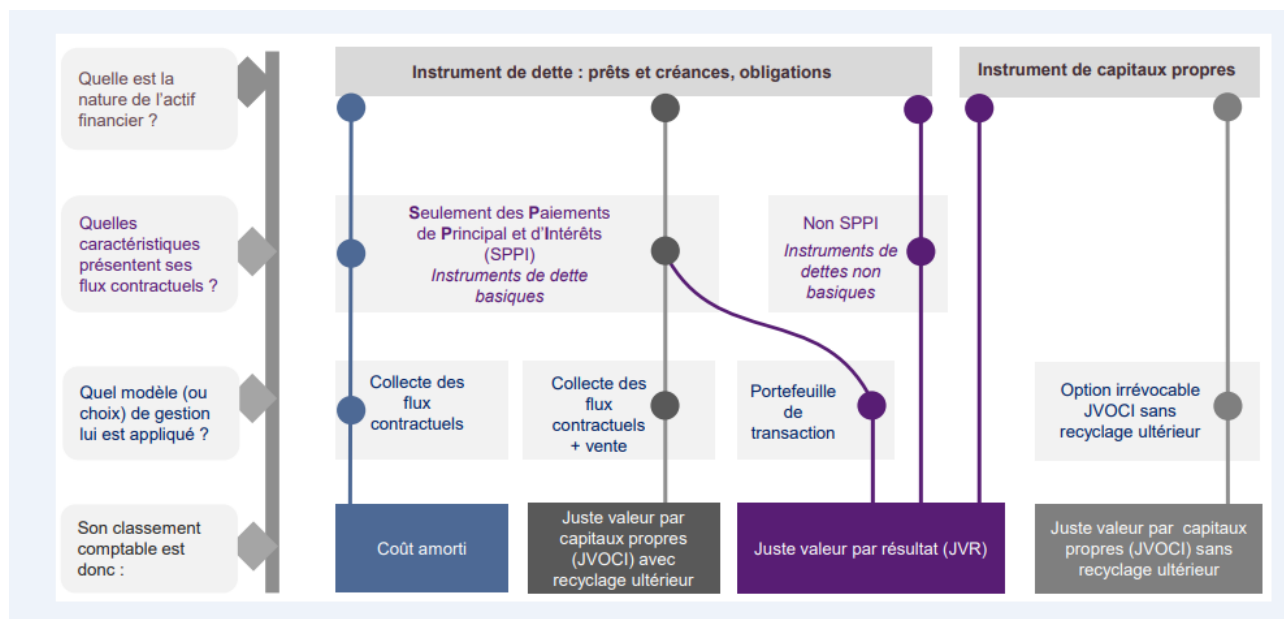 Quelle est la
nature de l'actif
financier ?
Instrument de dette : prêts et créances, obligations
Instrument de capitaux propres
Quelles
caractéristiques
présentent ses
flux contractuels ?
Seulement des Paiements
de Principal et d'Intérêts
(SPPI)
Instruments de dette
basiques
Non SPPI
Instruments de
dettes non
basiques
Quel modèle (ou
choix) de gestion
lui est appliqué ?
Collecte des
flux
contractuels
Collecte des
flux
contractuels
+ vente
Portefeuille
de
transaction
Option irrévocable
JVOCI sans
recyclage ultérieur
Son classement
comptable est
donc :
Coût amorti
Juste valeur par
capitaux propres
(JVOCI) avec
recyclage ultérieur
Juste valeur par résultat (JVR)
Juste valeur par capitaux
propres (JVOCI) sans
recyclage ultérieur